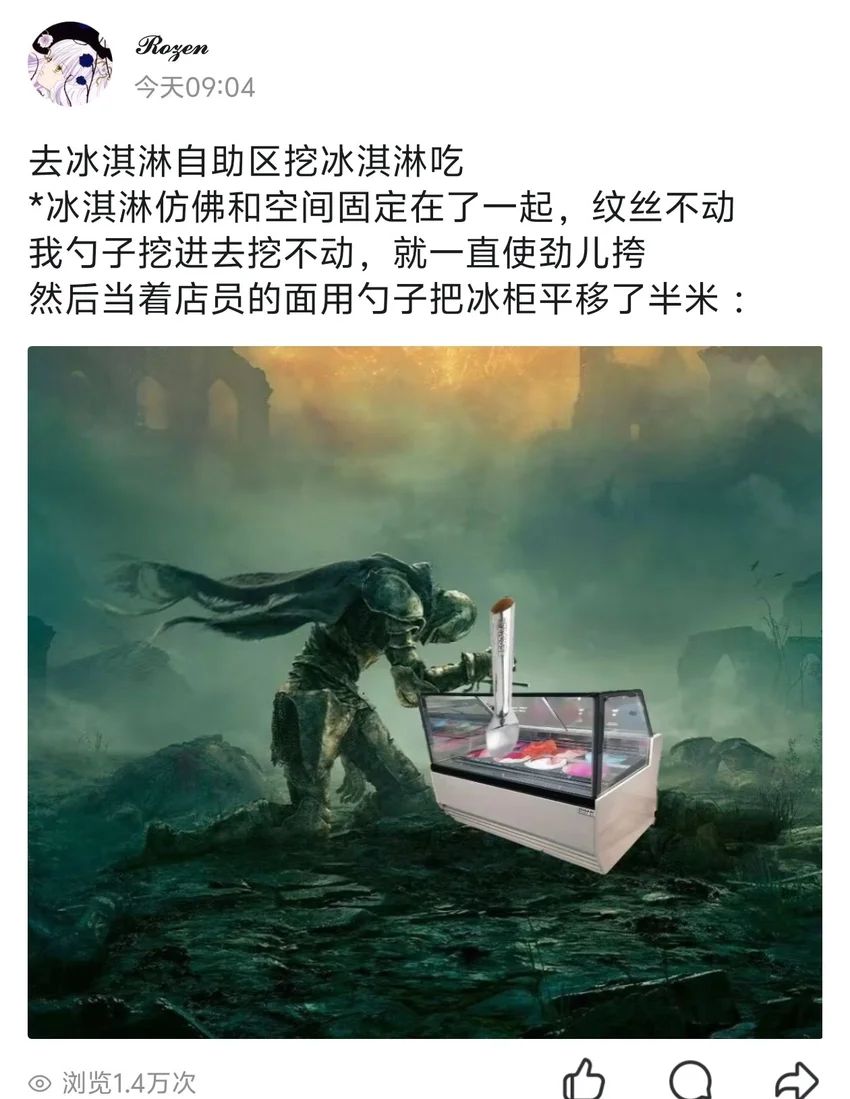 Rozen
今天09:04
去冰淇淋自助区挖冰淇淋吃
*冰淇淋仿佛和空间固定在了一起，纹丝不动
我勺子挖进去挖不动，就一直使劲儿挎
然后当着店员的面用勺子把冰柜平移了半米：
浏览1.4万次